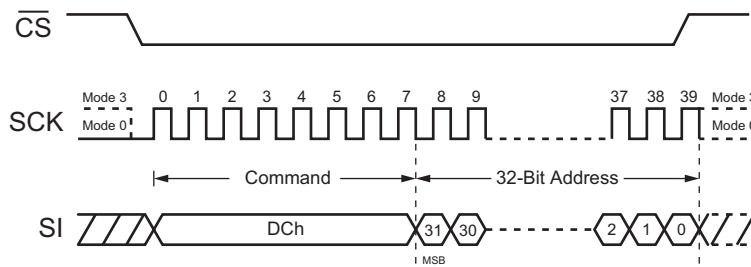 CS
0 1 2 3 4 5 6 7 8 9 37 38 39
Mode 3 Mode 3
SCK
Mode 0 Mode 0
Command 32-Bit Address
SI DCh 31 30 2 1 0
MSB